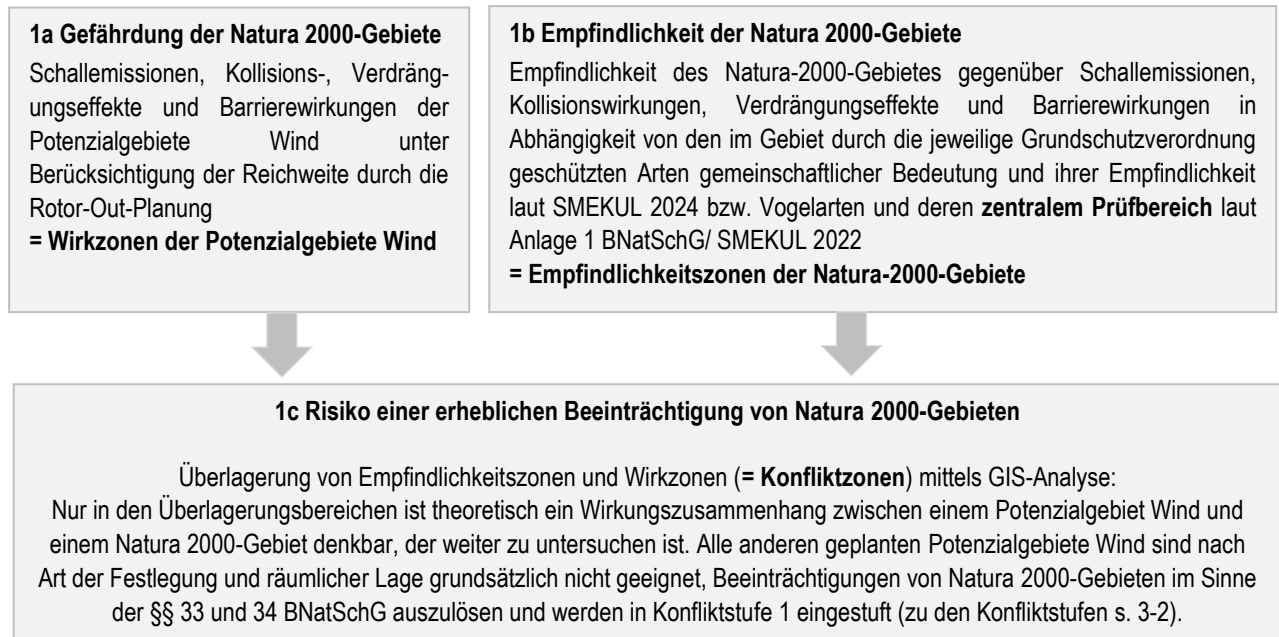 1a Gefährdung der Natura 2000-Gebiete
Schallemissionen, Kollisions-, Verdräng-
ungseffekte und Barrierewirkungen der
Potenzialgebiete Wind unter
Berücksichtigung der Reichweite durch die
Rotor-Out-Planung
= Wirkzonen der Potenzialgebiete Wind
1b Empfindlichkeit der Natura 2000-Gebiete
Empfindlichkeit des Natura-2000-Gebietes gegenüber Schallemissionen,
Kollisionswirkungen, Verdrängungseffekte und Barrierewirkungen in
Abhängigkeit von den im Gebiet durch die jeweilige Grundschutzverordnung
geschützten Arten gemeinschaftlicher Bedeutung und ihrer Empfindlichkeit
laut SMEKUL 2024 bzw. Vogelarten und deren zentralem Prüfbereich laut
Anlage 1 BNatSchG/ SMEKUL 2022
= Empfindlichkeitszonen der Natura-2000-Gebiete
1c Risiko einer erheblichen Beeinträchtigung von Natura 2000-Gebieten
Überlagerung von Empfindlichkeitszonen und Wirkzonen (= Konfliktzonen) mittels GIS-Analyse:
Nur in den Überlagerungsbereichen ist theoretisch ein Wirkungszusammenhang zwischen einem Potenzialgebiet Wind und
einem Natura 2000-Gebiet denkbar, der weiter zu untersuchen ist. Alle anderen geplanten Potenzialgebiete Wind sind nach
Art der Festlegung und räumlicher Lage grundsätzlich nicht geeignet, Beeinträchtigungen von Natura 2000-Gebieten im Sinne
der §§ 33 und 34 BNatSchG auszulösen und werden in Konfliktstufe 1 eingestuft (zu den Konfliktstufen s. 3-2).